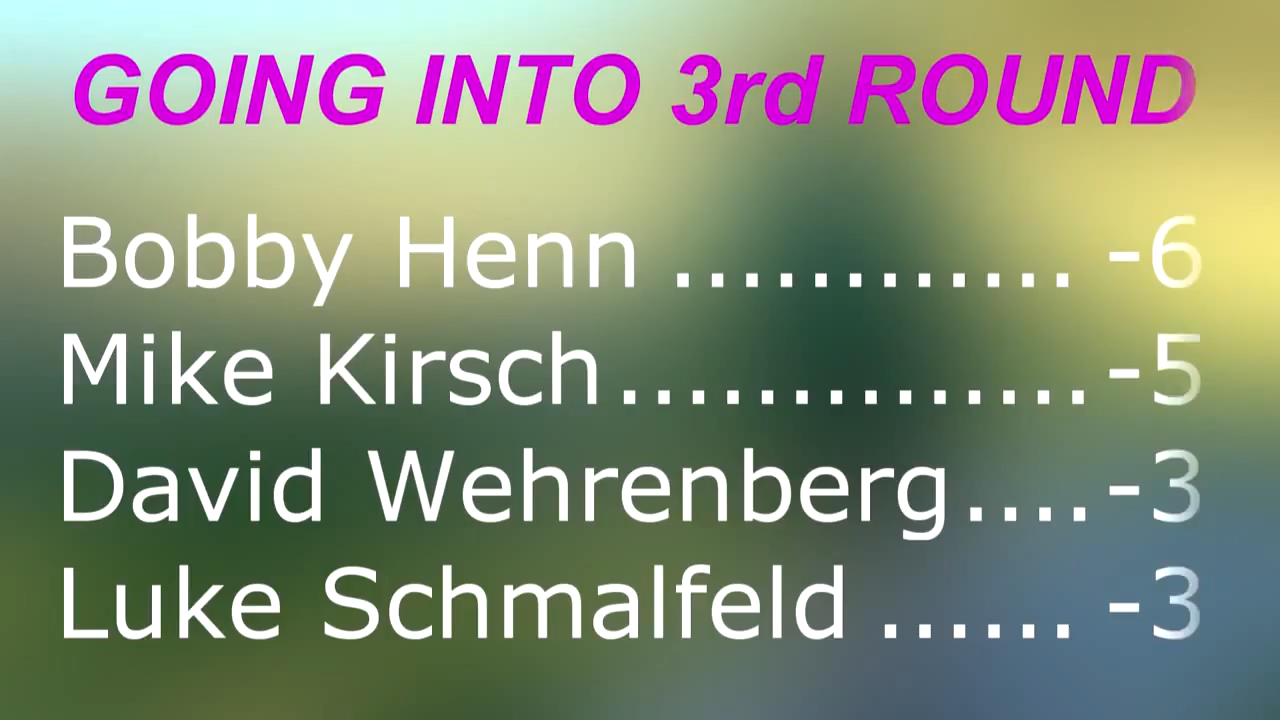 GOING INTO 3rd ROUND
Bobby Henn ............ -6
Mike Kirsch.............. -5
David Wehrenberg.... -3
Luke Schmalfeld ...... -3